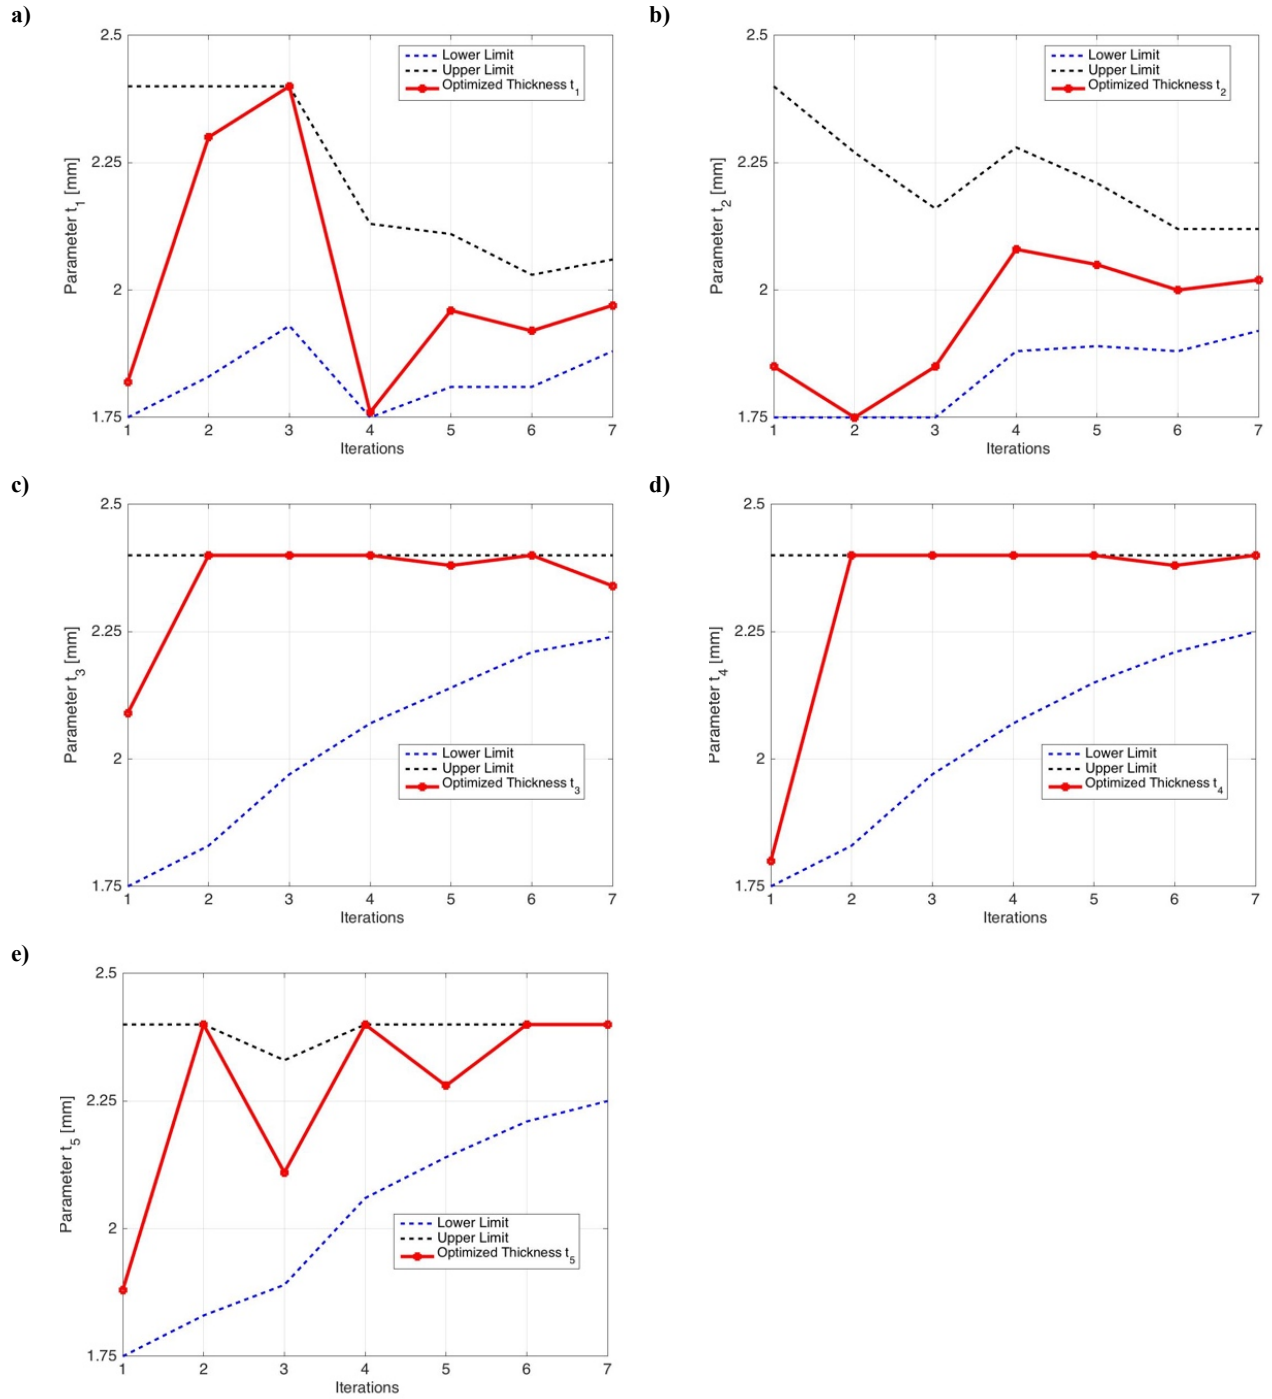 a)
2.5
2.25
2
1.75
Parameter t1 [mm]
Lower Limit
Upper Limit
Optimized Thickness t1
1 2 3 4 5 6 7
Iterations
b)
2.5
2.25
2
1.75
Parameter t2 [mm]
Lower Limit
Upper Limit
Optimized Thickness t2
1 2 3 4 5 6 7
Iterations
c)
2.5
2.25
2
1.75
Parameter t3 [mm]
Lower Limit
Upper Limit
Optimized Thickness t3
1 2 3 4 5 6 7
Iterations
d)
2.5
2.25
2
1.75
Parameter t4 [mm]
Lower Limit
Upper Limit
Optimized Thickness t4
1 2 3 4 5 6 7
Iterations
e)
2.5
2.25
2
1.75
Parameter t5 [mm]
Lower Limit
Upper Limit
Optimized Thickness t5
1 2 3 4 5 6 7
Iterations